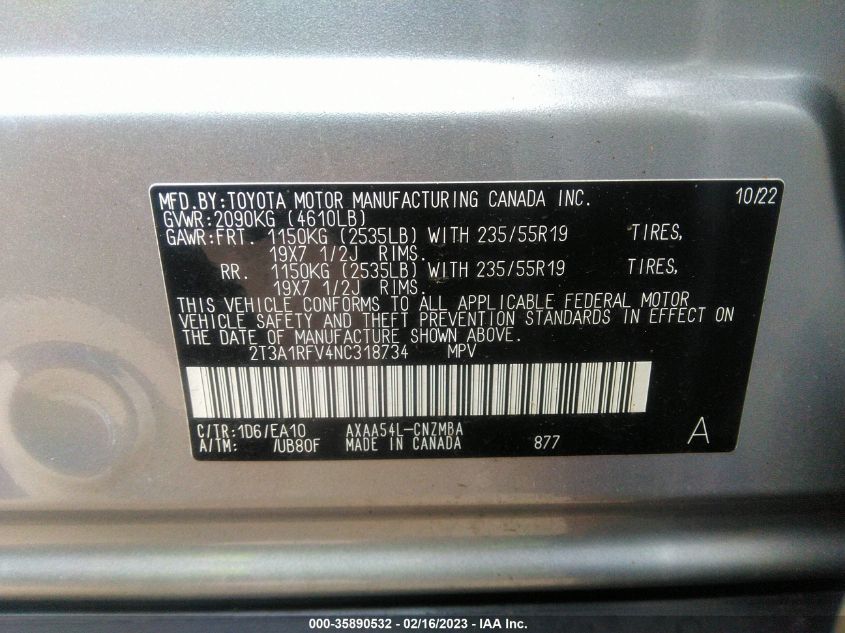 MFD.BY:TOYOTA MOTOR MANUFACTURING CANADA INC. 10/22
GVWR:2090KG (4610LB)
GAWR:FRT. 1150KG (2535LB) WITH 235/55R19 TIRES,
19X7 1/2J RIMS.
RR. 1150KG (2535LB) WITH 235/55R19 TIRES,
19X7 1/2J RIMS.
THIS VEHICLE CONFORMS TO ALL APPLICABLE FEDERAL MOTOR
VEHICLE SAFETY AND THEFT PREVENTION STANDARDS IN EFFECT ON
THE DATE OF MANUFACTURE SHOWN ABOVE.
2T3A1RFV4NC318734 MPV
C/TR:1D6/EA10 AXAA54L-CNZMBA
A/TM: /UB80F MADE IN CANADA 877 A
000-35890532 - 02/16/2023 - IAA Inc.